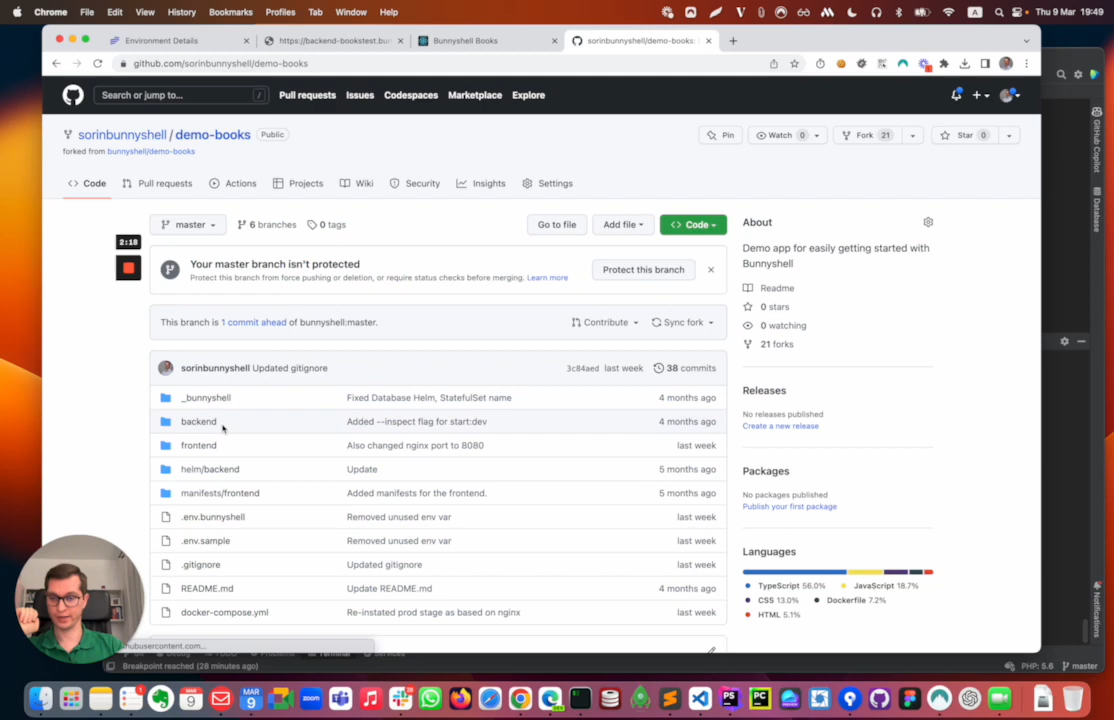 Chrome File Edit View History Bookmarks Profiles Tab Window Help
A
Thu 9 Mar 19:49
Environment Details
https://backend-bookstest.bun
Bunnyshell Books
sorinbunnyshell/demo-books:
github.com/sorinbunnyshell/demo-books
Search or jump to... /
Pull requests Issues Codespaces Marketplace Explore
sorinbunnyshell / demo-books Public
forked from bunnyshell/demo-books
Pin
Watch 0
Fork 21
Star 0
Code Pull requests Actions Projects Wiki Security Insights Settings
master 6 branches 0 tags
Go to file Add file Code
2:18
Your master branch isn't protected
Protect this branch from force pushing or deletion, or require status checks before merging. Learn more
Protect this branch
This branch is 1 commit ahead of bunnyshell:master.
Contribute Sync fork
sorinbunnyshell Updated gitignore 3c84aed last week 38 commits
_bunnyshell Fixed Database Helm, StatefulSet name 4 months ago
backend Added --inspect flag for start:dev 4 months ago
frontend Also changed nginx port to 8080 last week
helm/backend Update 5 months ago
manifests/frontend Added manifests for the frontend. 5 months ago
.env.bunnyshell Removed unused env var last week
.env.sample Removed unused env var last week
.gitignore Updated gitignore last week
README.md Update README.md 4 months ago
docker-compose.yml Re-instated prod stage as based on nginx last week
About
Demo app for easily getting started with
Bunnyshell
Readme
0 stars
0 watching
21 forks
Releases
No releases published
Create a new release
Packages
No packages published
Publish your first package
Languages
TypeScript 56.0% JavaScript 18.7%
CSS 13.0% Dockerfile 7.2%
HTML 5.1%
GitHub Copilot
Database
Notifications
hubusercontent.com...
Terminal
Services
Breakpoint reached (28 minutes ago)
PHP: 5.6 master
MAR
9
zoom
PS
PC